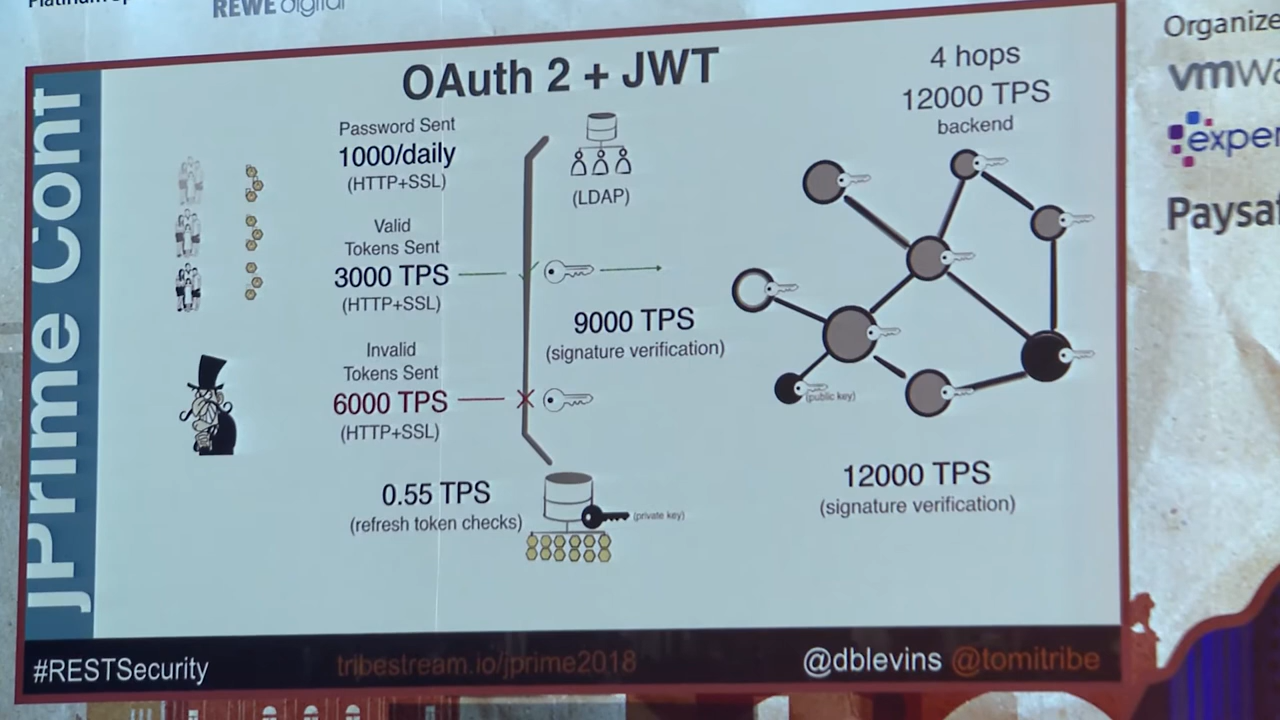 REWE digital
Organize
vmwa
exper
Paysaf
jPrime Conf
OAuth 2 + JWT
Password Sent
1000/daily
(HTTP+SSL)
Valid
Tokens Sent
3000 TPS
(HTTP+SSL)
Invalid
Tokens Sent
6000 TPS
(HTTP+SSL)
0.55 TPS
(refresh token checks)
(LDAP)
9000 TPS
(signature verification)
(private key)
4 hops
12000 TPS
backend
(public key)
12000 TPS
(signature verification)
#RESTSecurity
tribestream.io/jprime2018
@dblevins @tomitribe